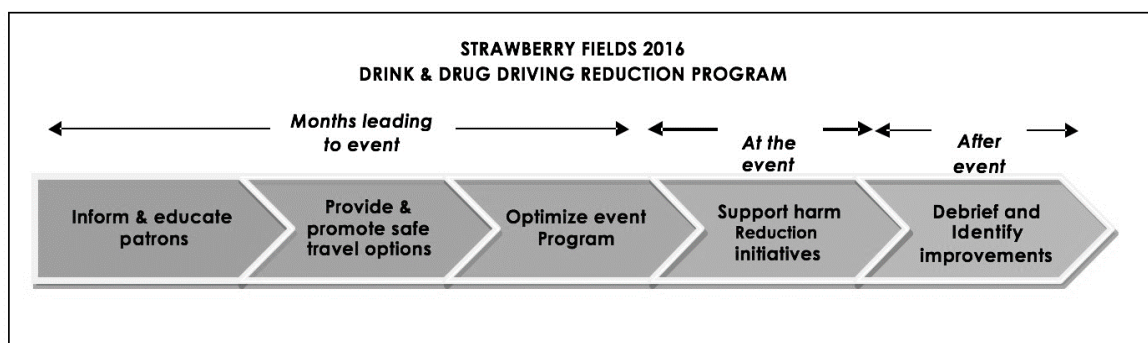 STRAWBERRY FIELDS 2016
DRINK & DRUG DRIVING REDUCTION PROGRAM
Months leading
to event
At the
event
After
event
Inform & educate
patrons
Provide &
promote safe
travel options
Optimize event
Program
Support harm
Reduction
initiatives
Debrief and
Identify
improvements